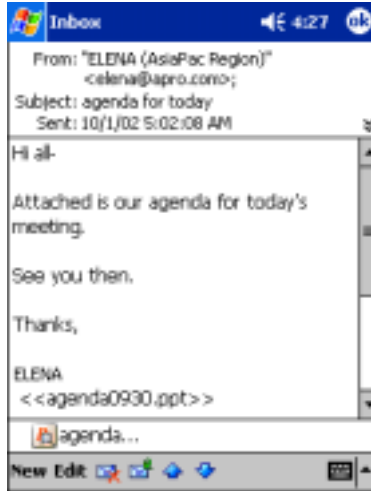 Inbox 4:27 ok
From: "ELENA (AsiaPac Region)"
<elena@apro.com>;
Subject: agenda for today
Sent: 10/1/02 5:02:08 AM
Hi all-
Attached is our agenda for today's
meeting.
See you then.
Thanks,
ELENA
<<agenda0930.ppt>>
agenda...
New Edit